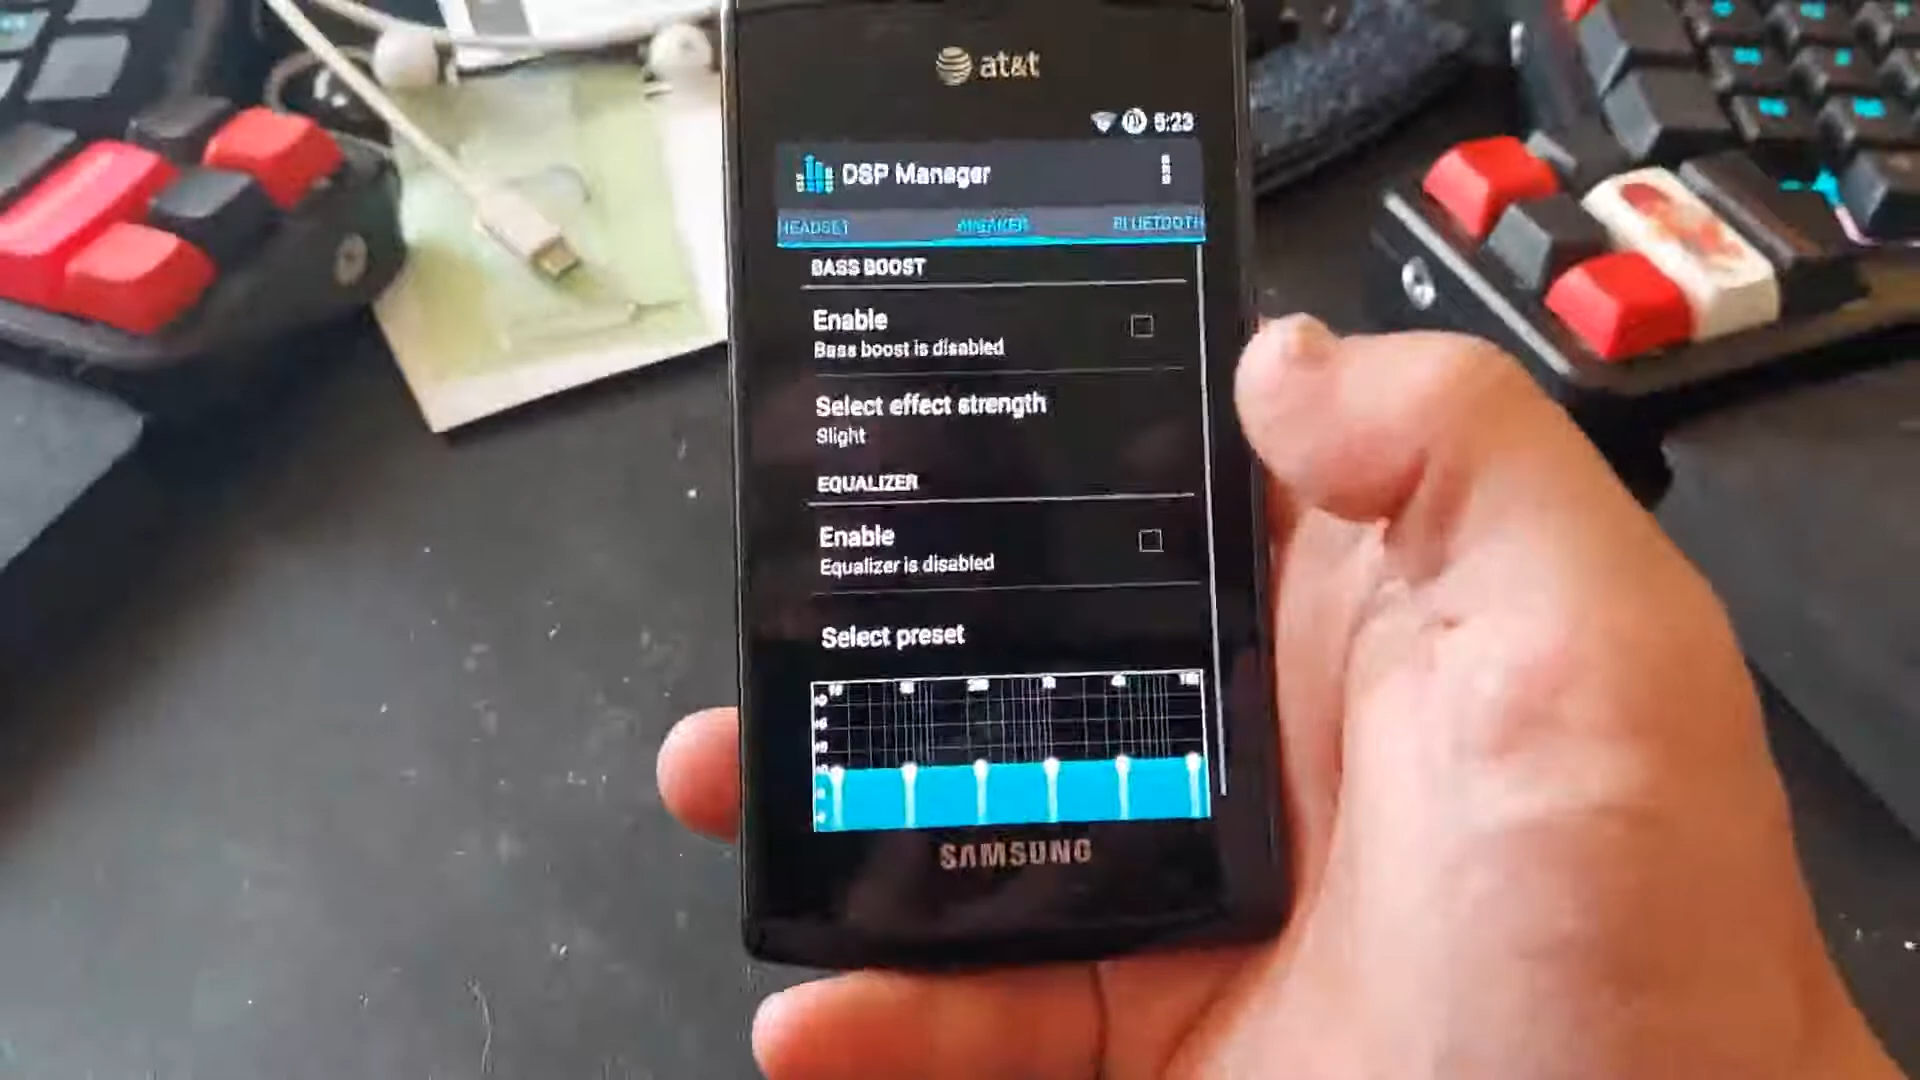 at&t
5:23
DSP Manager
HEADSET SPEAKER BLUETOOTH
BASS BOOST
Enable
Bass boost is disabled
Select effect strength
Slight
EQUALIZER
Enable
Equalizer is disabled
Select preset
SAMSUNG